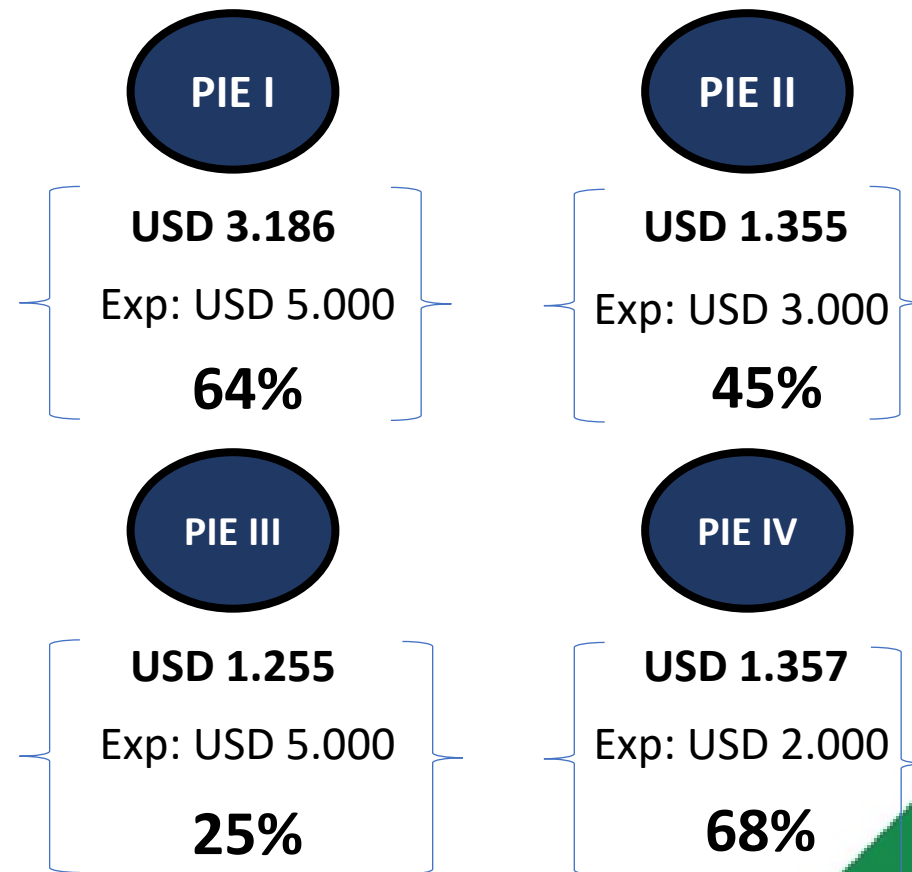 PIE I
USD 3.186
Exp: USD 5.000
64%
PIE II
USD 1.355
Exp: USD 3.000
45%
PIE III
USD 1.255
Exp: USD 5.000
25%
PIE IV
USD 1.357
Exp: USD 2.000
68%